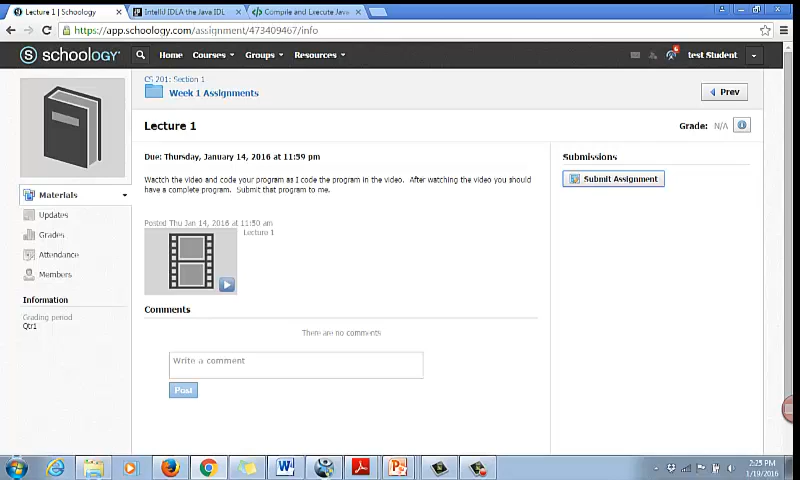 Lecture 1 | Schoology
IntelliJ IDLA the Java IDL
Compile and Execute Java
https://app.schoology.com/assignment/473409467/info
S schoology
Home
Courses
Groups
Resources
6
test Student
CS 201: Section 1
Week 1 Assignments
Prev
Lecture 1
Grade: N/A
Due: Thursday, January 14, 2016 at 11:59 pm
Wactch the video and code your program as I code the program in the video. After watching the video you should
have a complete program. Submit that program to me.
Posted Thu Jan 14, 2016 at 11:50 am
Lecture 1
Comments
There are no comments
Write a comment
Post
Submissions
Submit Assignment
Materials
Updates
Grades
Attendance
Members
Information
Grading period
Qtr1
2:25 PM
1/19/2016